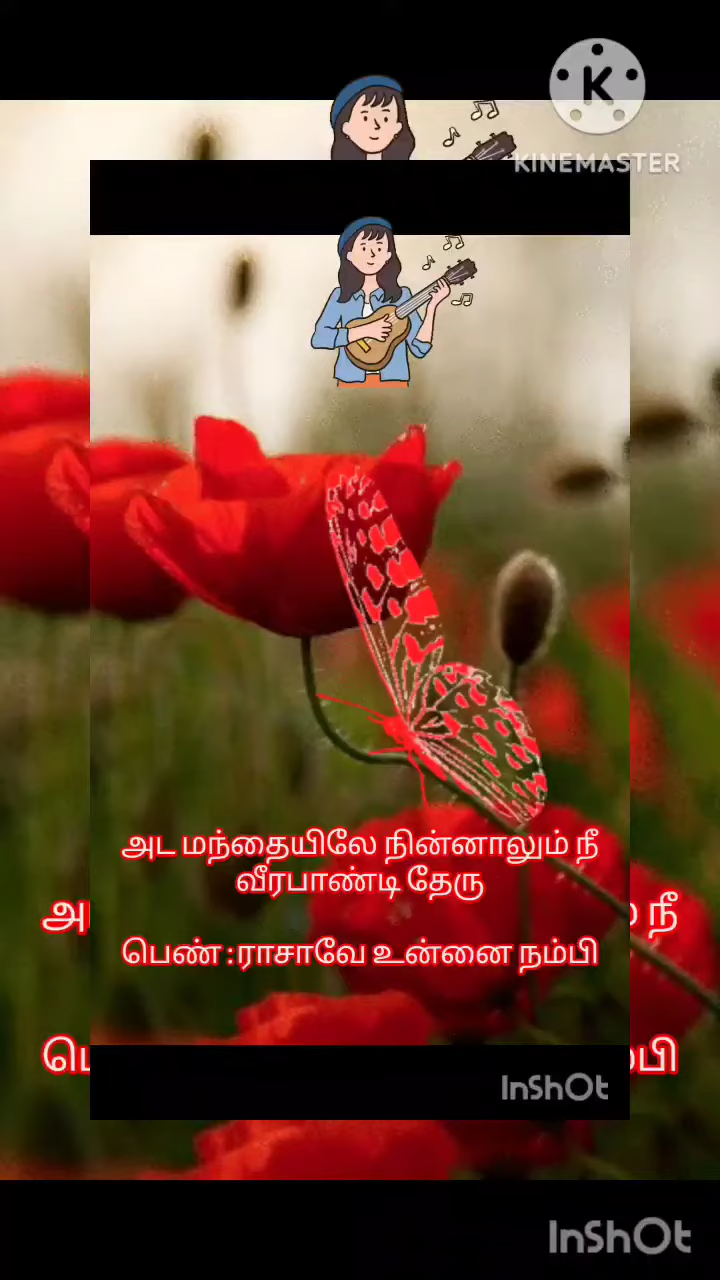 K
KINEMASTER
அட மந்தையிலே நின்னாலும் நீ
வீரபாண்டி தேரு
பெண் :ராசாவே உன்னை நம்பி
InShOt
InShOt